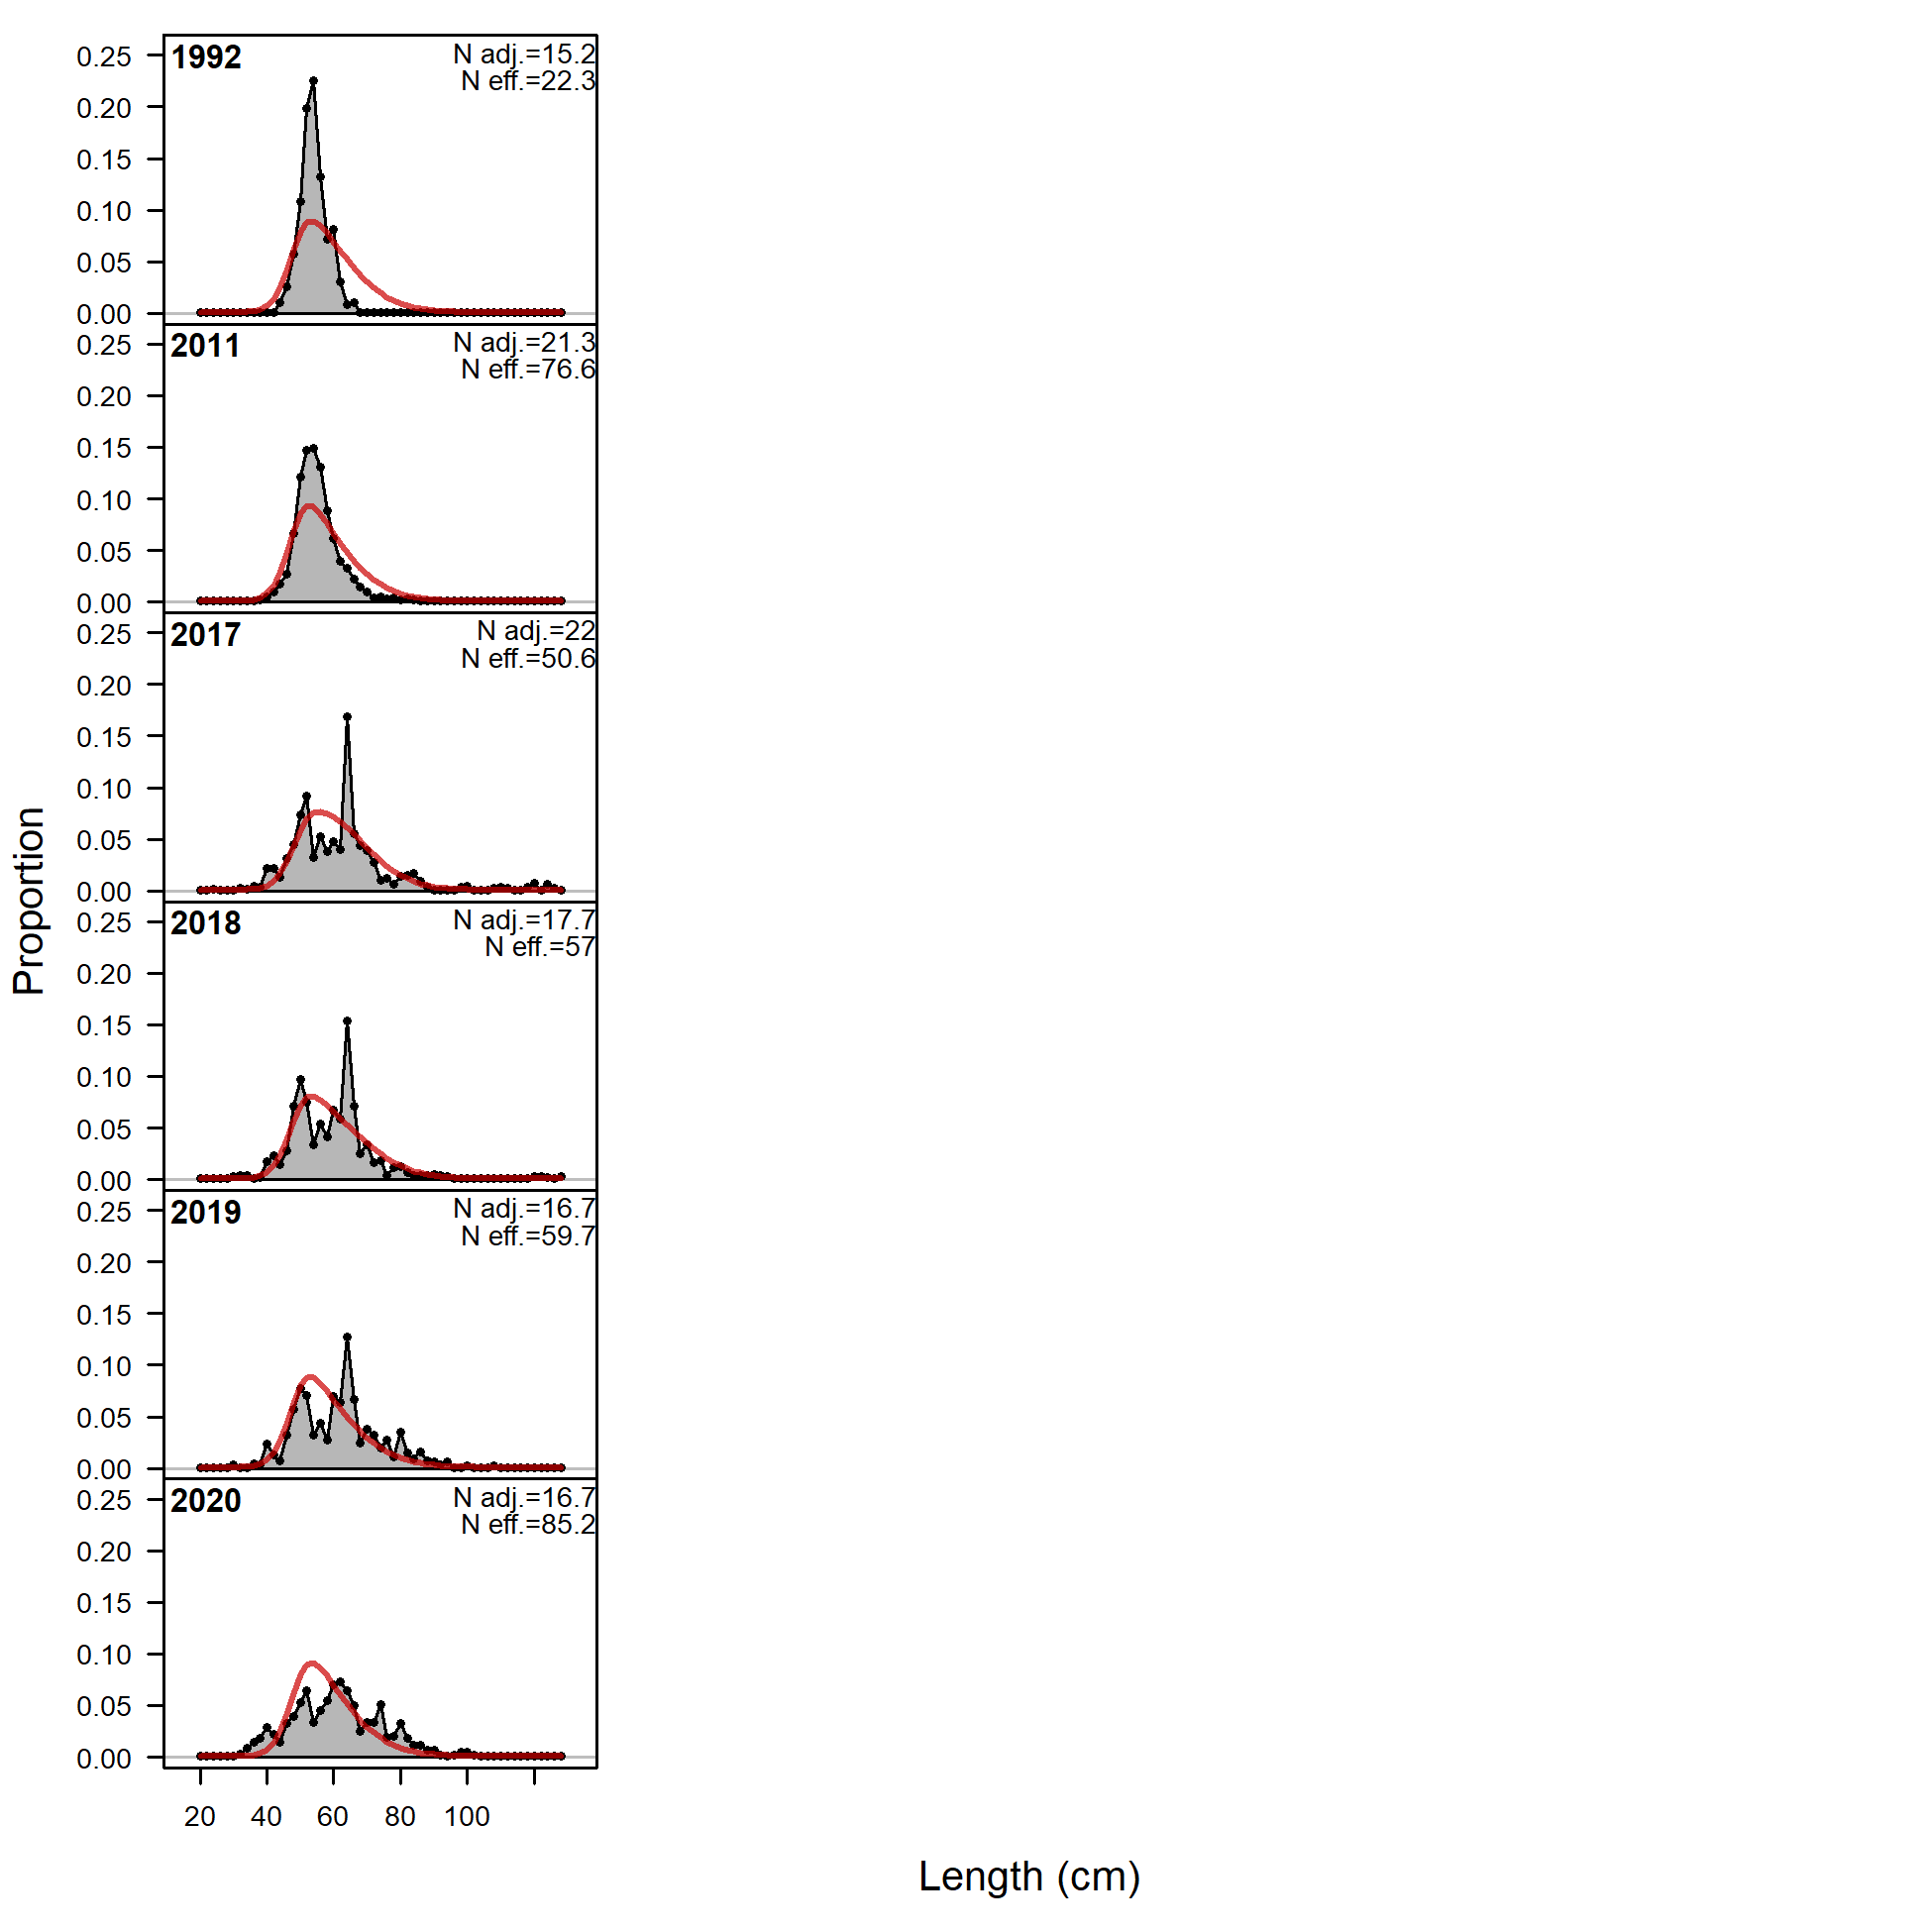 Proportion
1992
N adj.=15.2
N eff.=22.3
0.25
0.20
0.15
0.10
0.05
0.00
2011
N adj.=21.3
N eff.=76.6
0.25
0.20
0.15
0.10
0.05
0.00
2017
N adj.=22
N eff.=50.6
0.25
0.20
0.15
0.10
0.05
0.00
2018
N adj.=17.7
N eff.=57
0.25
0.20
0.15
0.10
0.05
0.00
2019
N adj.=16.7
N eff.=59.7
0.25
0.20
0.15
0.10
0.05
0.00
2020
N adj.=16.7
N eff.=85.2
0.25
0.20
0.15
0.10
0.05
0.00
20 40 60 80 100
Length (cm)